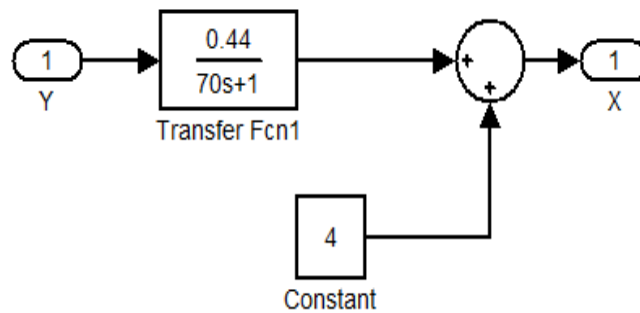 0.44
1
70s+1
+
+
1
Y
X
Transfer Fcn1
4
Constant